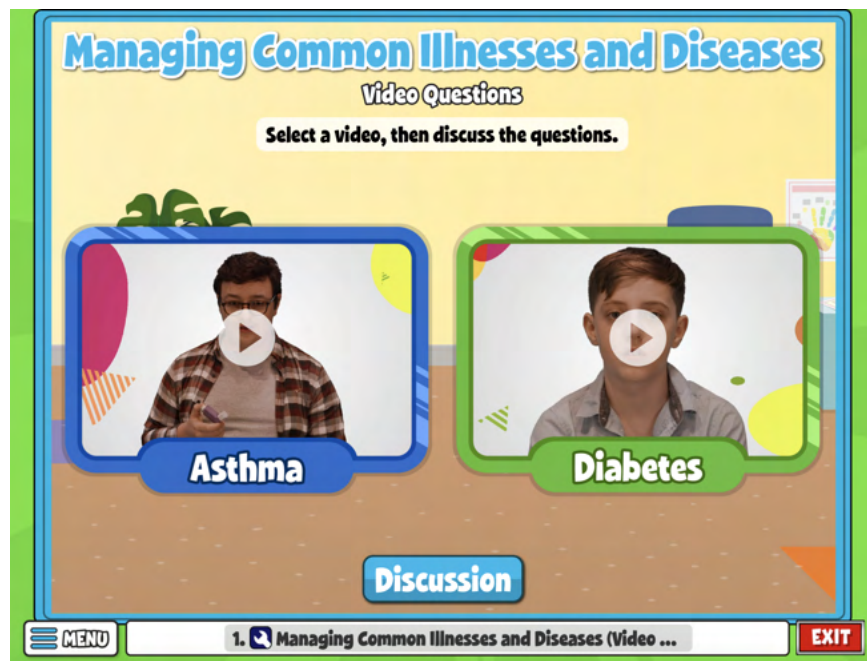 Managing Common Illnesses and Diseases
Video Questions
Select a video, then discuss the questions.
Asthma
Diabetes
Discussion
MENU
1. Managing Common Illnesses and Diseases (Video ...
EXIT